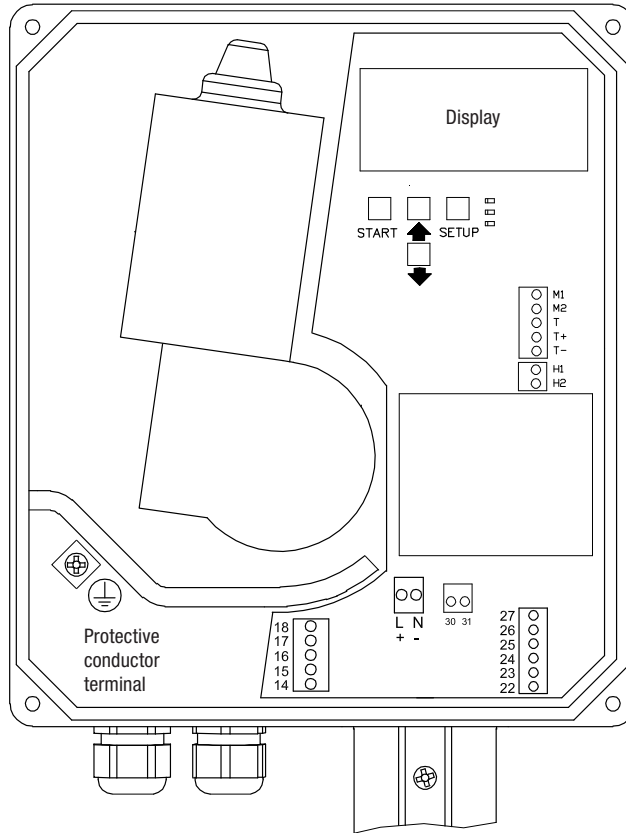 Display
START SETUP
M1
M2
T
T+
T-
H1
H2
L N
+ -
30 31
18
17
16
15
14
27
26
25
24
23
22
Protective
conductor
terminal